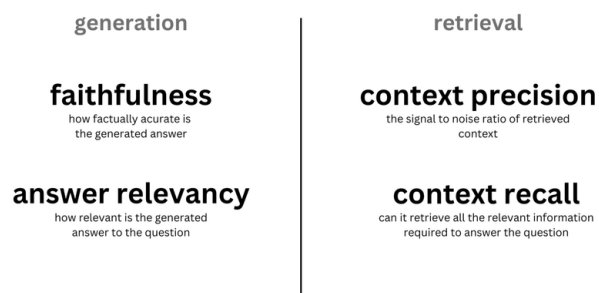 generation
faithfulness
how factually acurate is
the generated answer
answer relevancy
how relevant is the generated
answer to the question
retrieval
context precision
the signal to noise ratio of retrieved
context
context recall
can it retrieve all the relevant information
required to answer the question